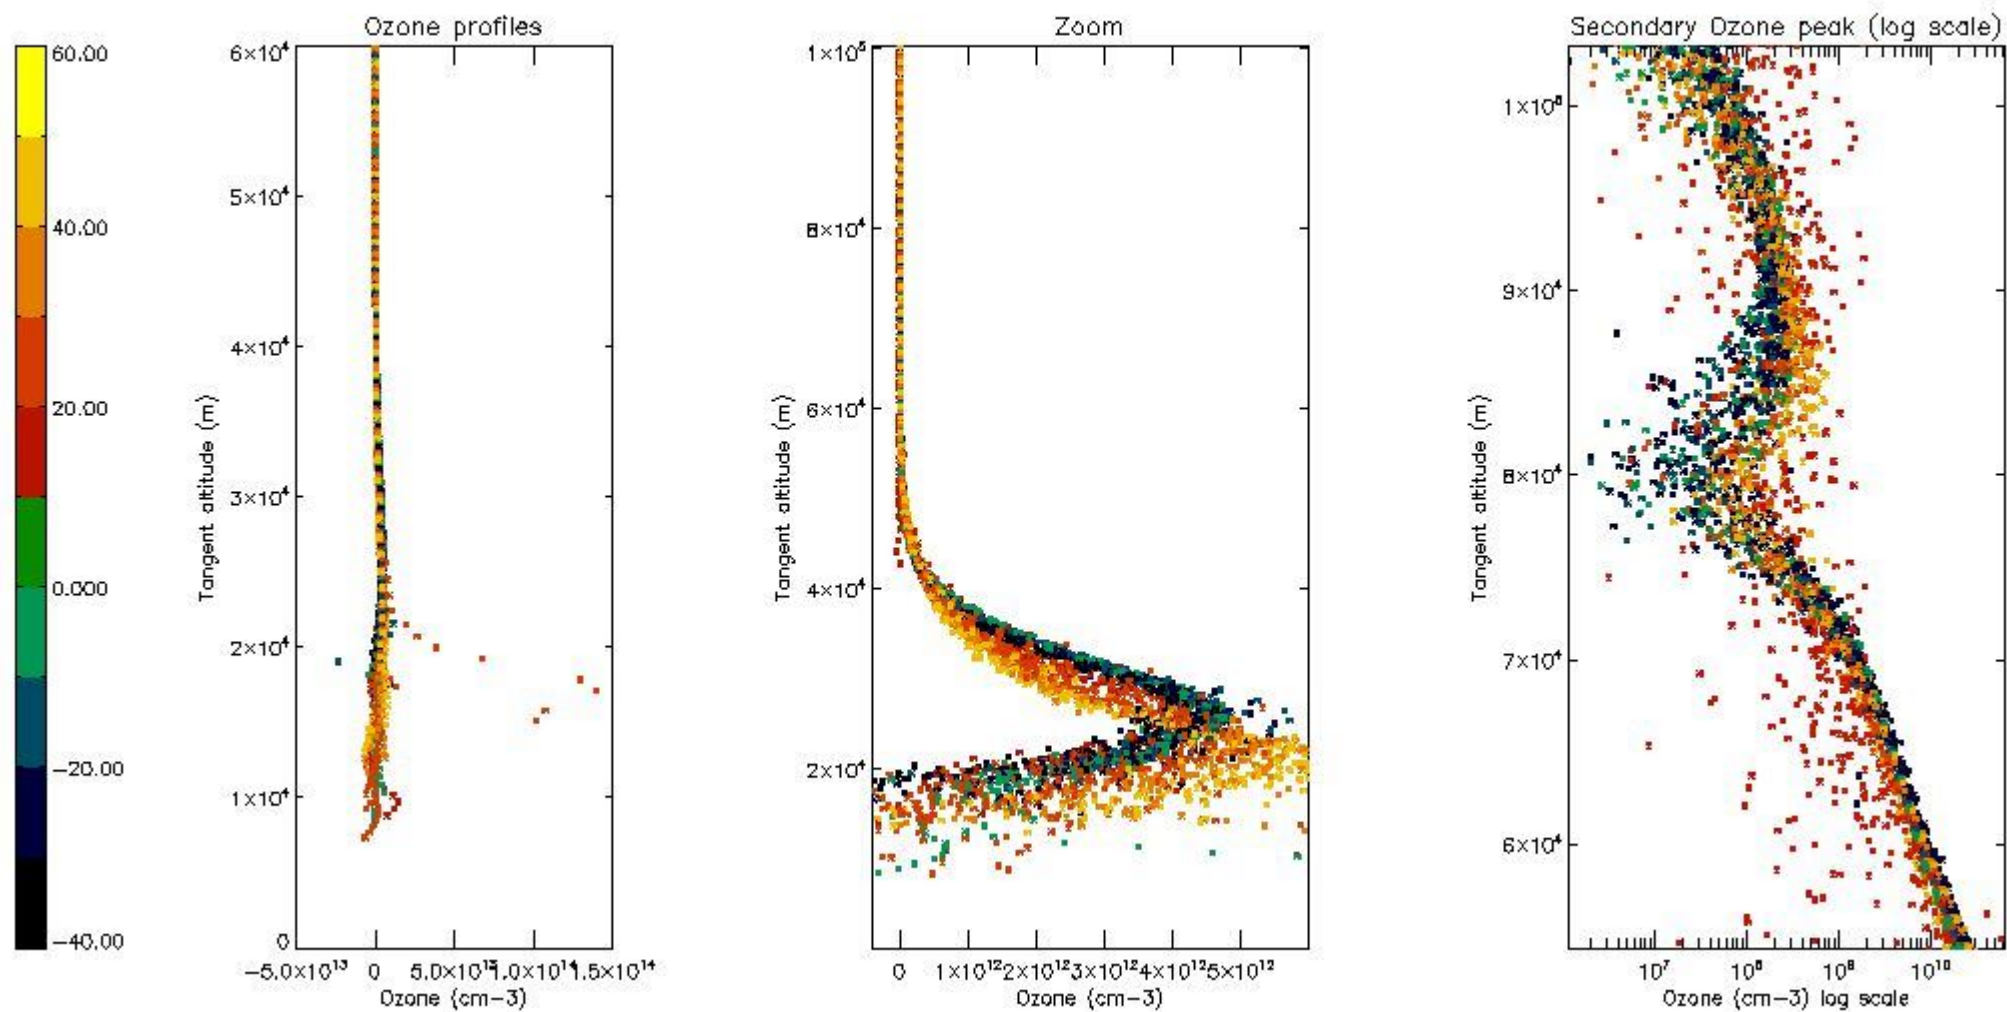 Ozone profiles
Zoom
Secondary Ozone peak (log scale)
60.00
40.00
20.00
0.000
−20.00
−40.00
6×10⁴
5×10⁴
4×10⁴
3×10⁴
2×10⁴
1×10⁴
0
Tangent altitude (m)
−5.0×10¹³ 0 5.0×10¹³ 1.0×10¹⁴ 1.5×10¹⁴
Ozone (cm−3)
1×10⁵
8×10⁴
6×10⁴
4×10⁴
2×10⁴
Tangent altitude (m)
0 1×10¹² 2×10¹² 3×10¹² 4×10¹² 5×10¹²
Ozone (cm−3)
1×10⁵
9×10⁴
8×10⁴
7×10⁴
6×10⁴
Tangent altitude (m)
10⁷ 10⁸ 10⁹ 10¹⁰
Ozone (cm−3) log scale